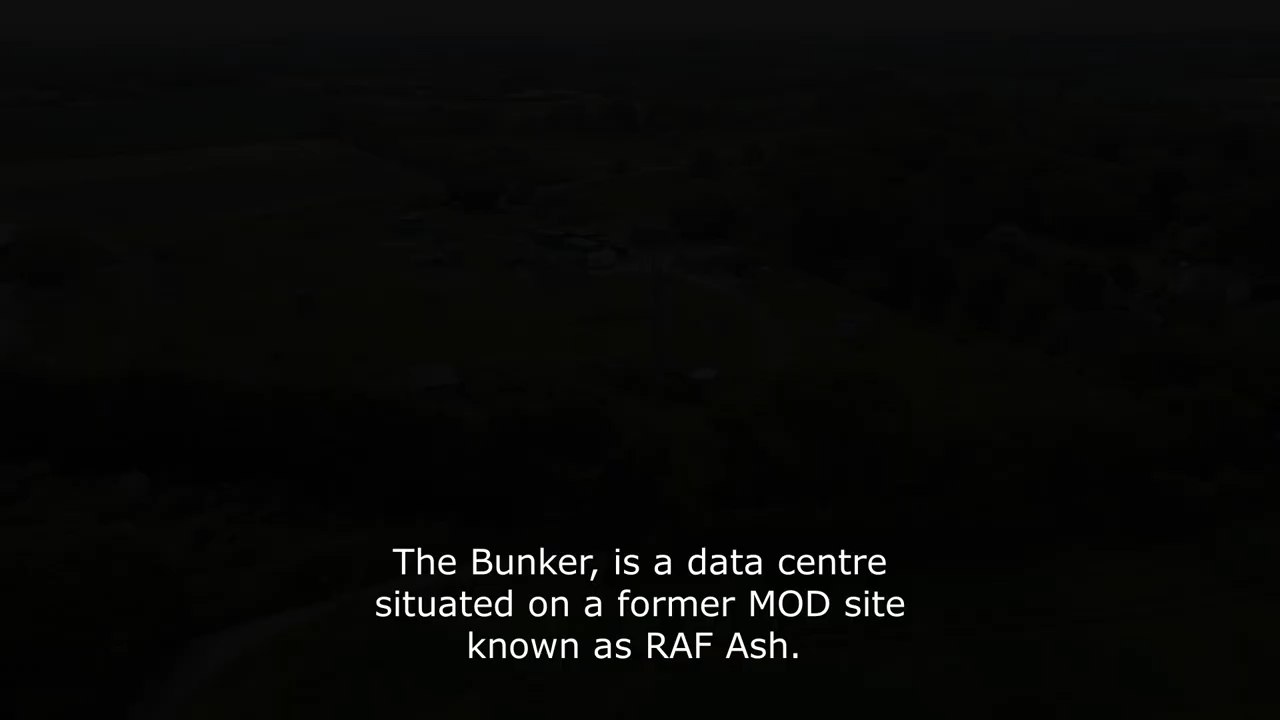 The Bunker, is a data centre
situated on a former MOD site
known as RAF Ash.